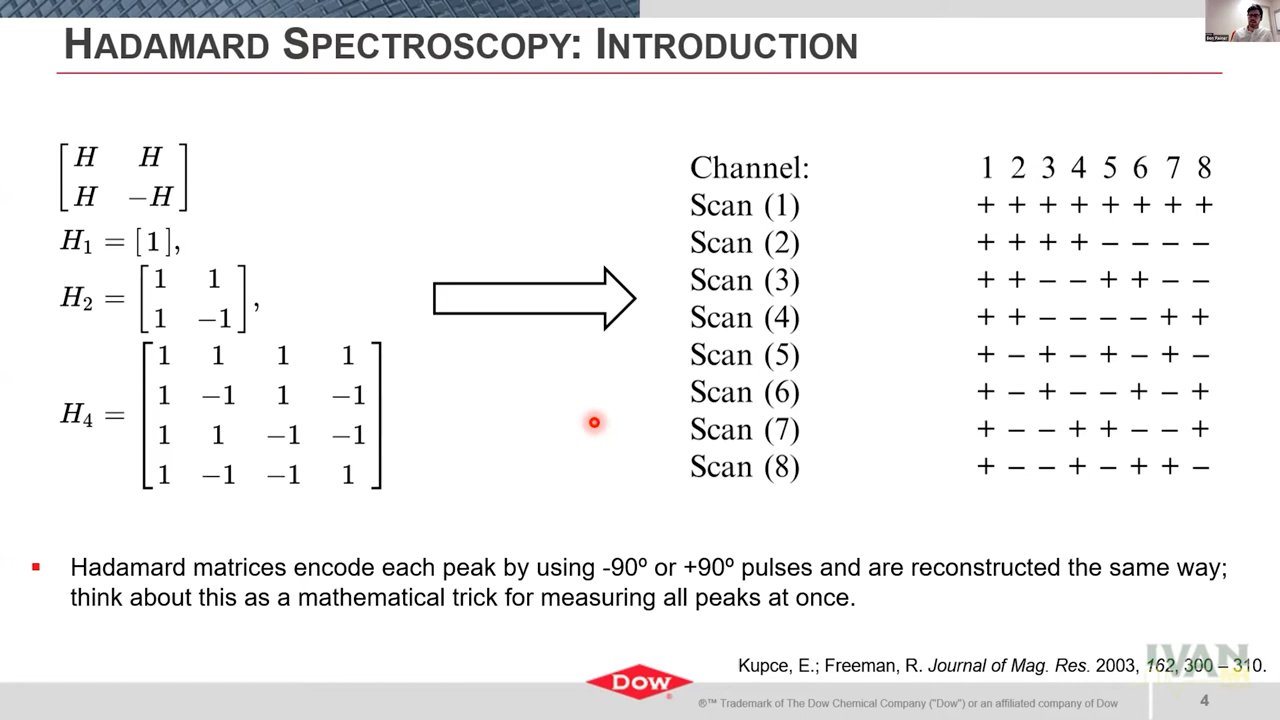 HADAMARD SPECTROSCOPY: INTRODUCTION
[H H
H −H]
H₁ = [1],
H₂ = [1 1
1 −1],
H₄ = [1 1 1 1
1 −1 1 −1
1 1 −1 −1
1 −1 −1 1]
Channel: 1 2 3 4 5 6 7 8
Scan (1) + + + + + + + +
Scan (2) + + + + − − − −
Scan (3) + + − − + + − −
Scan (4) + + − − − − + +
Scan (5) + − + − + − + −
Scan (6) + − + − − + − +
Scan (7) + − − + + − − +
Scan (8) + − − + − + + −
▪ Hadamard matrices encode each peak by using -90º or +90º pulses and are reconstructed the same way;
think about this as a mathematical trick for measuring all peaks at once.
Kupce, E.; Freeman, R. Journal of Mag. Res. 2003, 162, 300 – 310.
IVAN
Dow
®™ Trademark of The Dow Chemical Company ("Dow") or an affiliated company of Dow
4